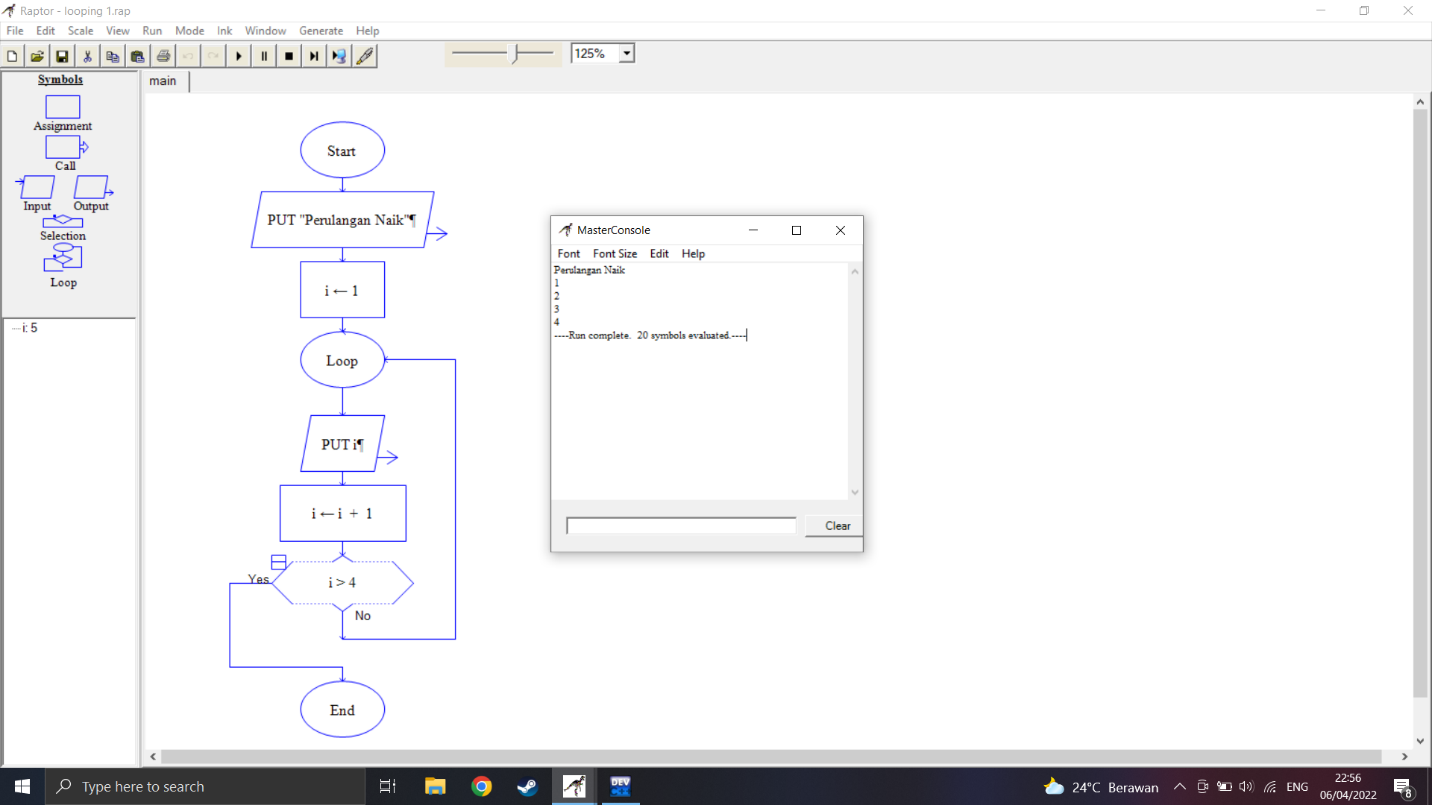 Raptor - looping 1.rap
File Edit Scale View Run Mode Ink Window Generate Help
125%
Symbols
Assignment
Call
Input Output
Selection
Loop
i: 5
main
Start
PUT "Perulangan Naik"¶
i ← 1
Loop
PUT i¶
i ← i + 1
Yes
i > 4
No
End
MasterConsole
Font Font Size Edit Help
Perulangan Naik
1
2
3
4
----Run complete. 20 symbols evaluated.----
Clear
Type here to search
DEV
24°C Berawan
ENG
22:56
06/04/2022
8